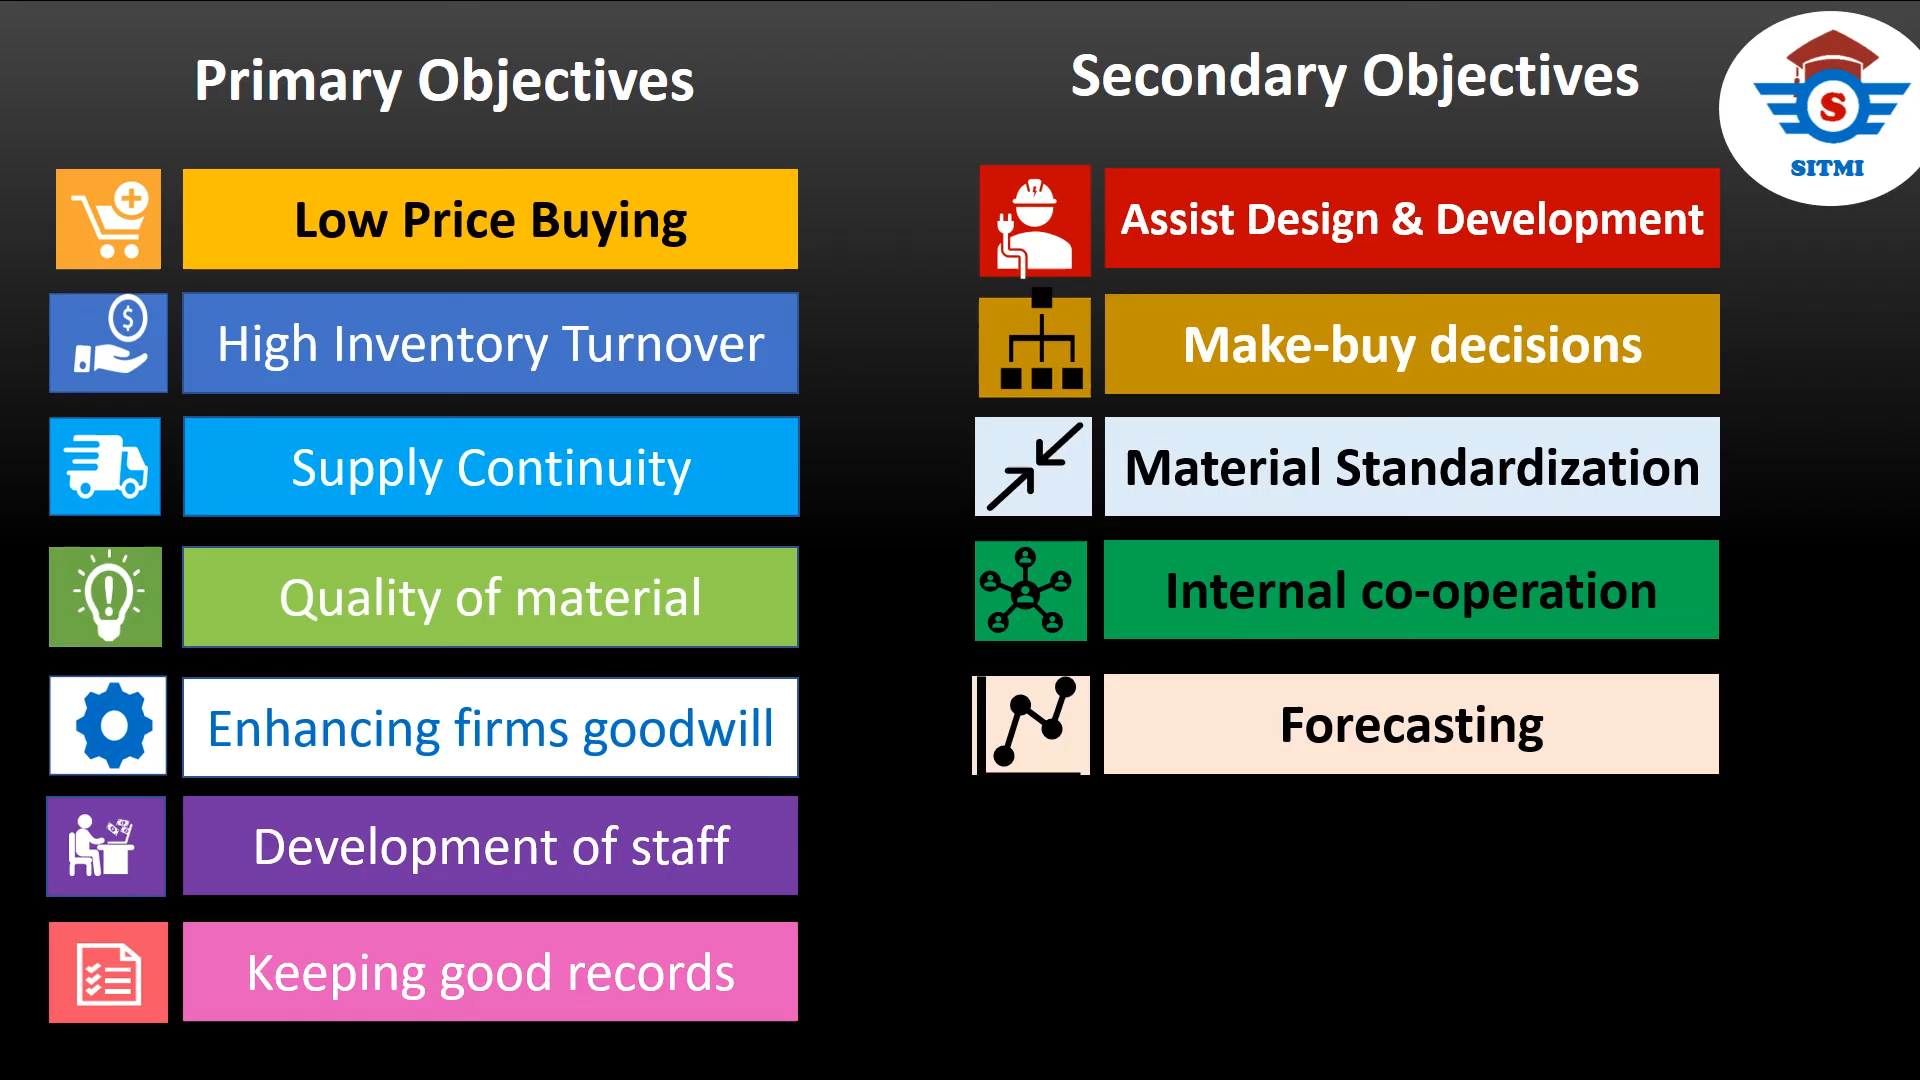 Primary Objectives
Low Price Buying
$
High Inventory Turnover
Supply Continuity
Quality of material
Enhancing firms goodwill
Development of staff
Keeping good records
Secondary Objectives
Assist Design & Development
Make-buy decisions
Material Standardization
Internal co-operation
Forecasting
S
SITMI